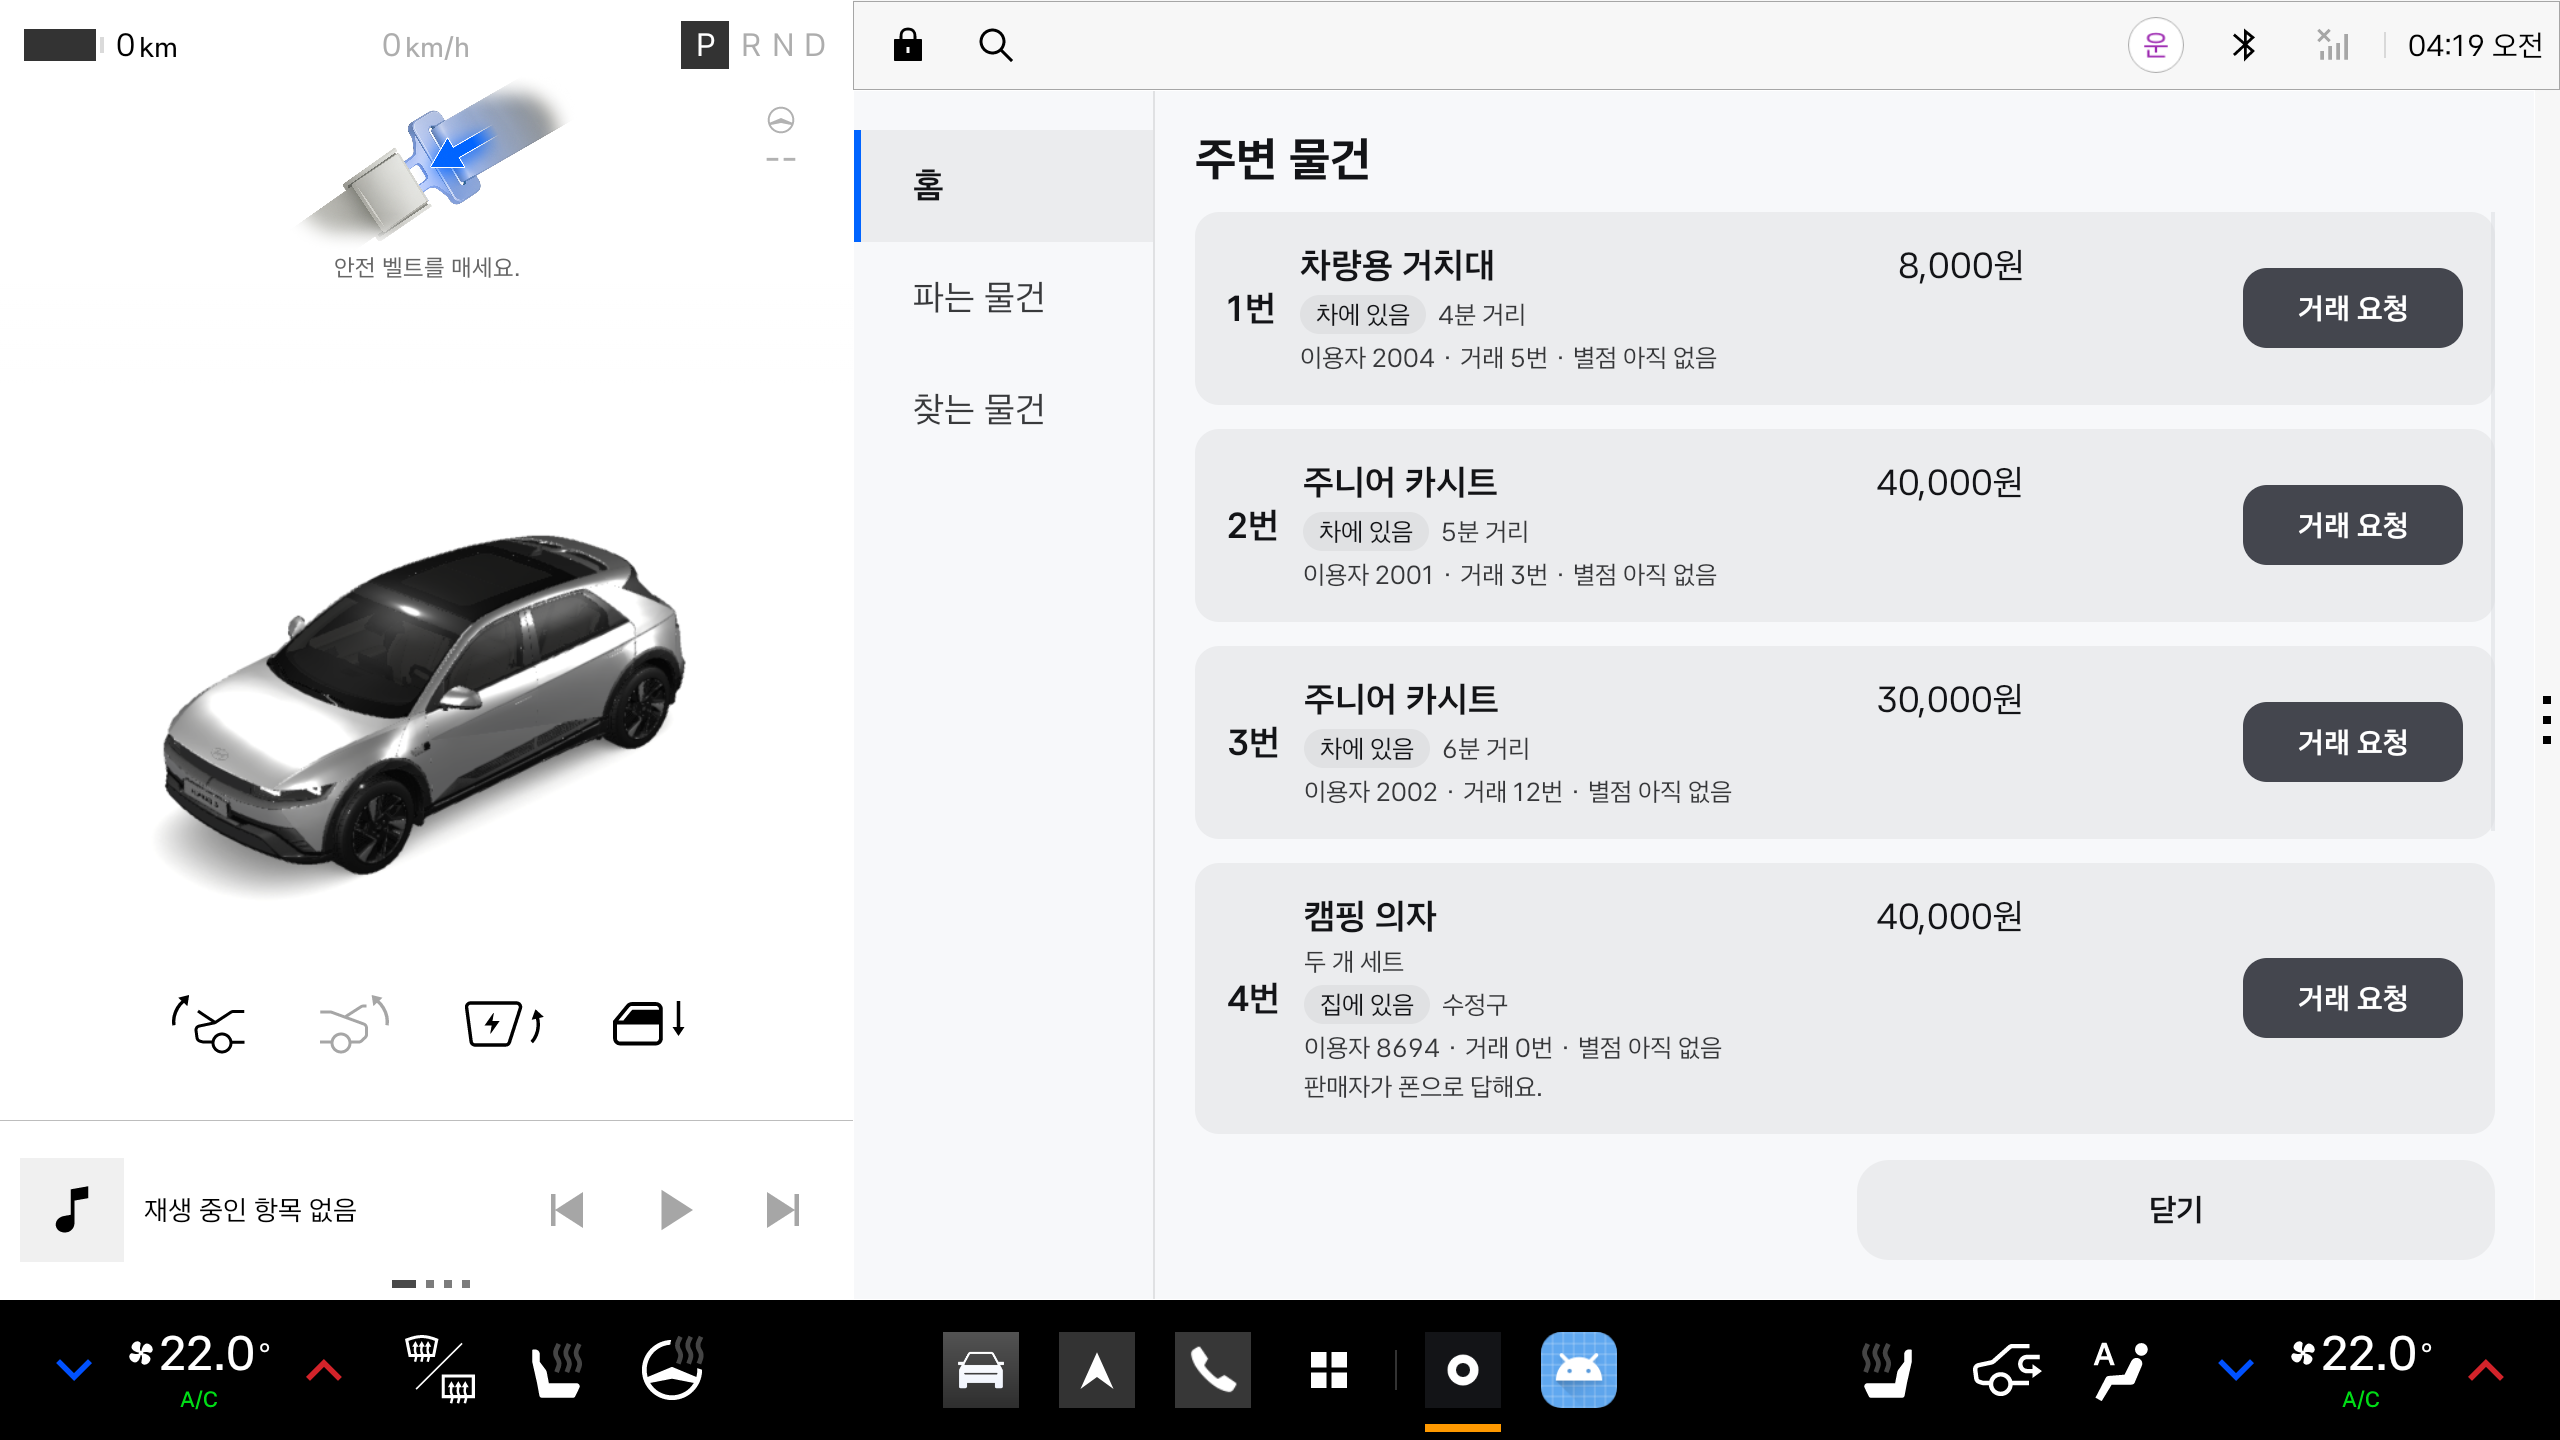 0 km
0 km/h
P R N D
안전 벨트를 매세요.
재생 중인 항목 없음
운
04:19 오전
홈
파는 물건
찾는 물건
주변 물건
1번
차량용 거치대
8,000원
차에 있음 4분 거리
이용자 2004 · 거래 5번 · 별점 아직 없음
거래 요청
2번
주니어 카시트
40,000원
차에 있음 5분 거리
이용자 2001 · 거래 3번 · 별점 아직 없음
거래 요청
3번
주니어 카시트
30,000원
차에 있음 6분 거리
이용자 2002 · 거래 12번 · 별점 아직 없음
거래 요청
4번
캠핑 의자
40,000원
두 개 세트
집에 있음 수정구
이용자 8694 · 거래 0번 · 별점 아직 없음
판매자가 폰으로 답해요.
거래 요청
닫기
22.0°
A/C
A
22.0°
A/C